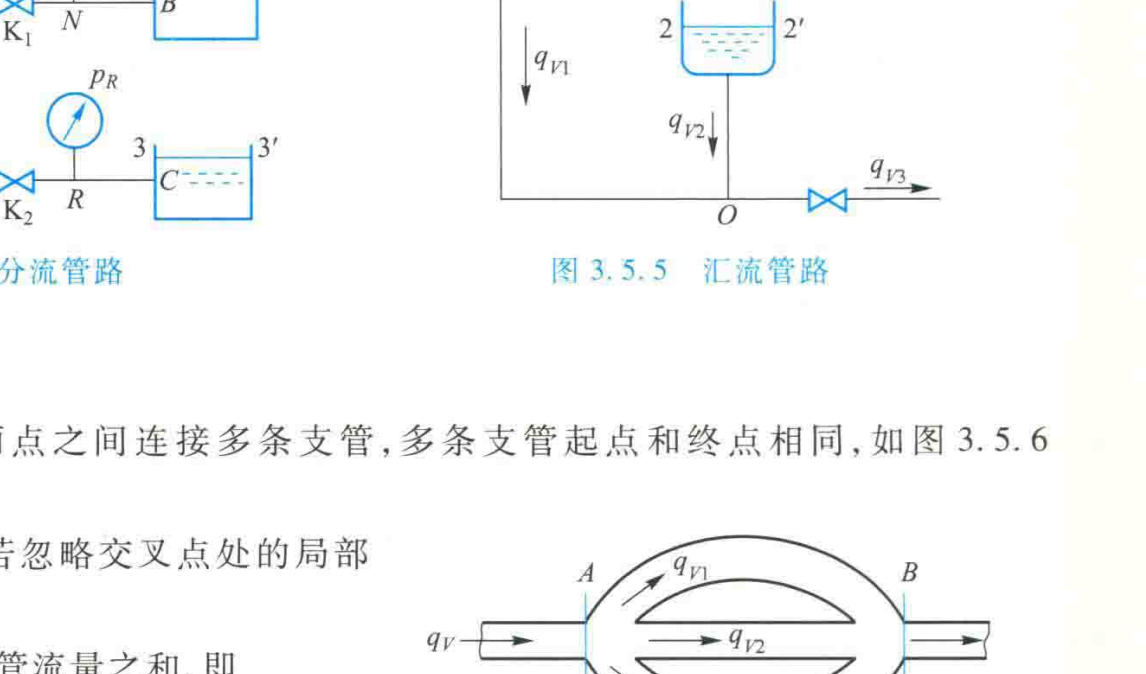 K₁ N B
p_R
3 3′
C
K₂ R
分流管路
q_V1
2 2′
q_V2
q_V3
O
图 3.5.5 汇流管路
点之间连接多条支管,多条支管起点和终点相同,如图 3.5.6
忽略交叉点处的局部
管流量之和,即
A q_V1 B
q_V q_V2